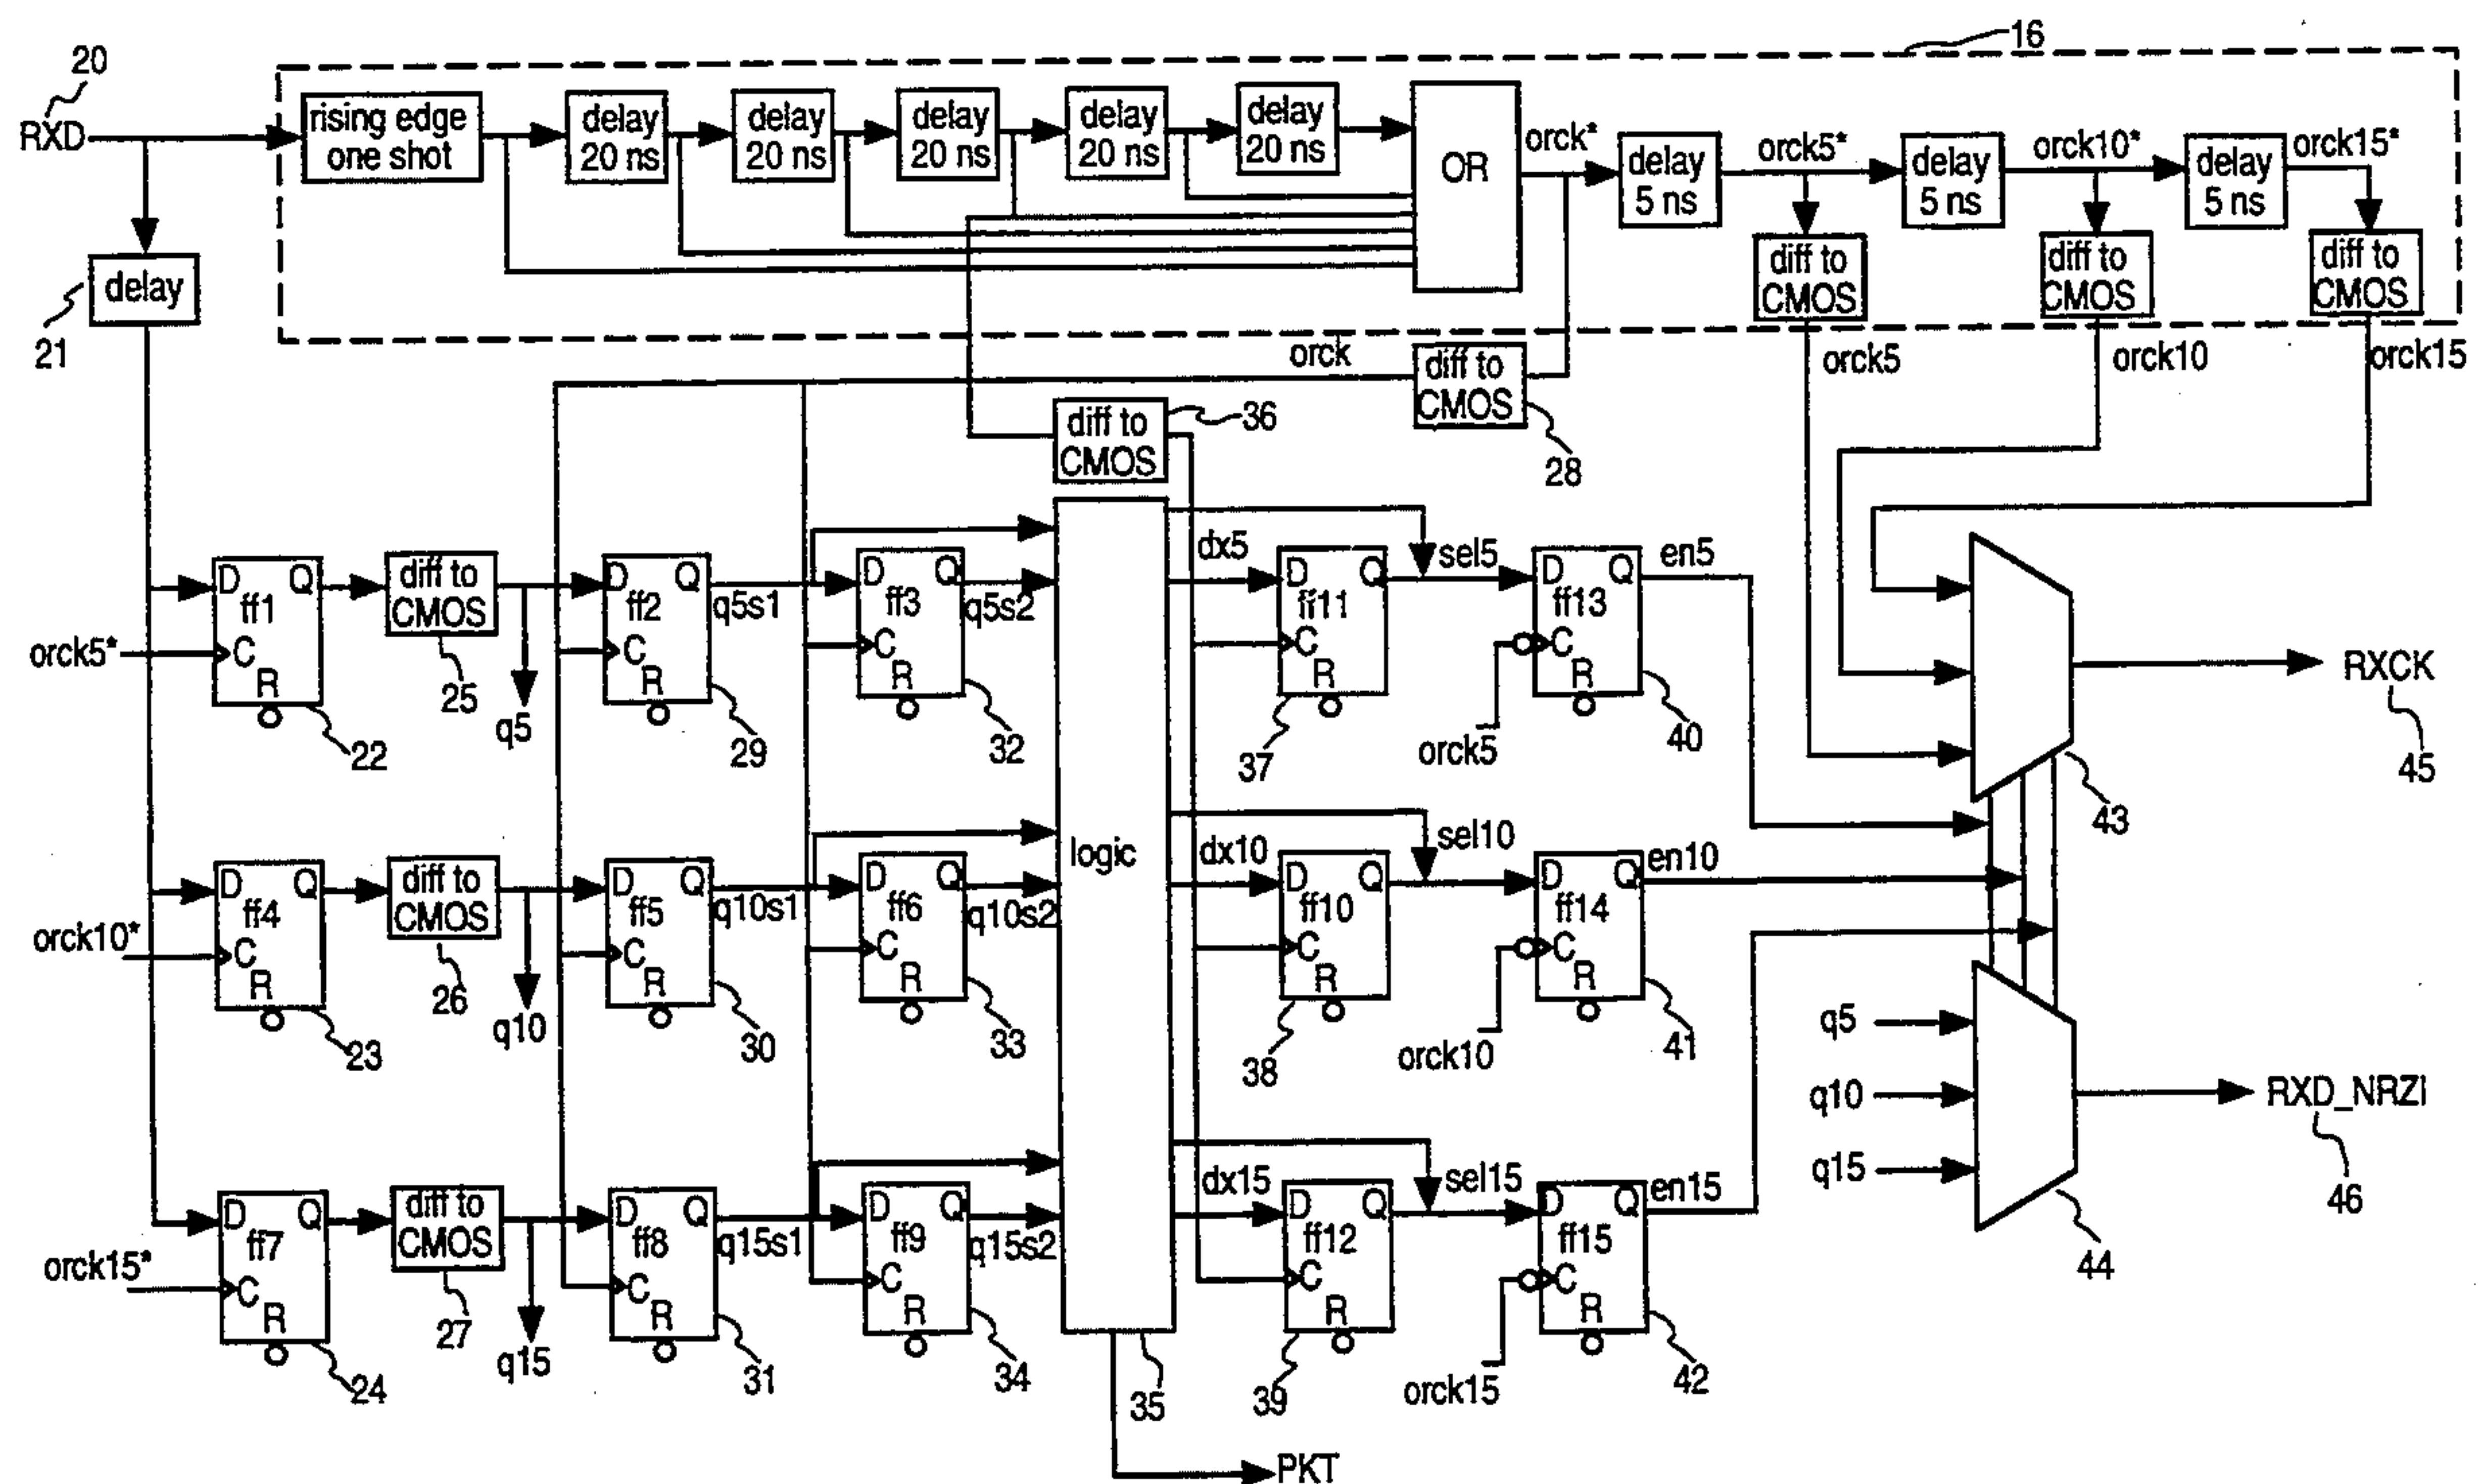 16
20
RXD
rising edge
one shot
delay
20 ns
delay
20 ns
delay
20 ns
delay
20 ns
delay
20 ns
OR
orck*
delay
5 ns
orck5*
delay
5 ns
orck10*
delay
5 ns
orck15*
diff to
CMOS
diff to
CMOS
diff to
CMOS
delay
21
orck
diff to
CMOS
28
orck5
orck10
orck15
diff to
CMOS
36
D
Q
ff1
C
R
orck5*
22
diff to
CMOS
25
q5
D
Q
ff2
C
R
29
q5s1
D
Q
ff3
C
R
32
q5s2
dx5
D
Q
ff11
C
R
37
sel5
D
Q
ff13
C
R
orck5
40
en5
43
RXCK
45
D
Q
ff4
C
R
orck10*
23
diff to
CMOS
26
q10
D
Q
ff5
C
R
30
q10s1
D
Q
ff6
C
R
33
q10s2
logic
dx10
D
Q
ff10
C
R
38
sel10
D
Q
ff14
C
R
orck10
41
en10
q5
q10
q15
RXD_NRZI
46
44
D
Q
ff7
C
R
orck15*
24
diff to
CMOS
27
q15
D
Q
ff8
C
R
31
q15s1
D
Q
ff9
C
R
34
q15s2
35
dx15
D
Q
ff12
C
R
39
sel15
D
Q
ff15
C
R
orck15
42
en15
PKT